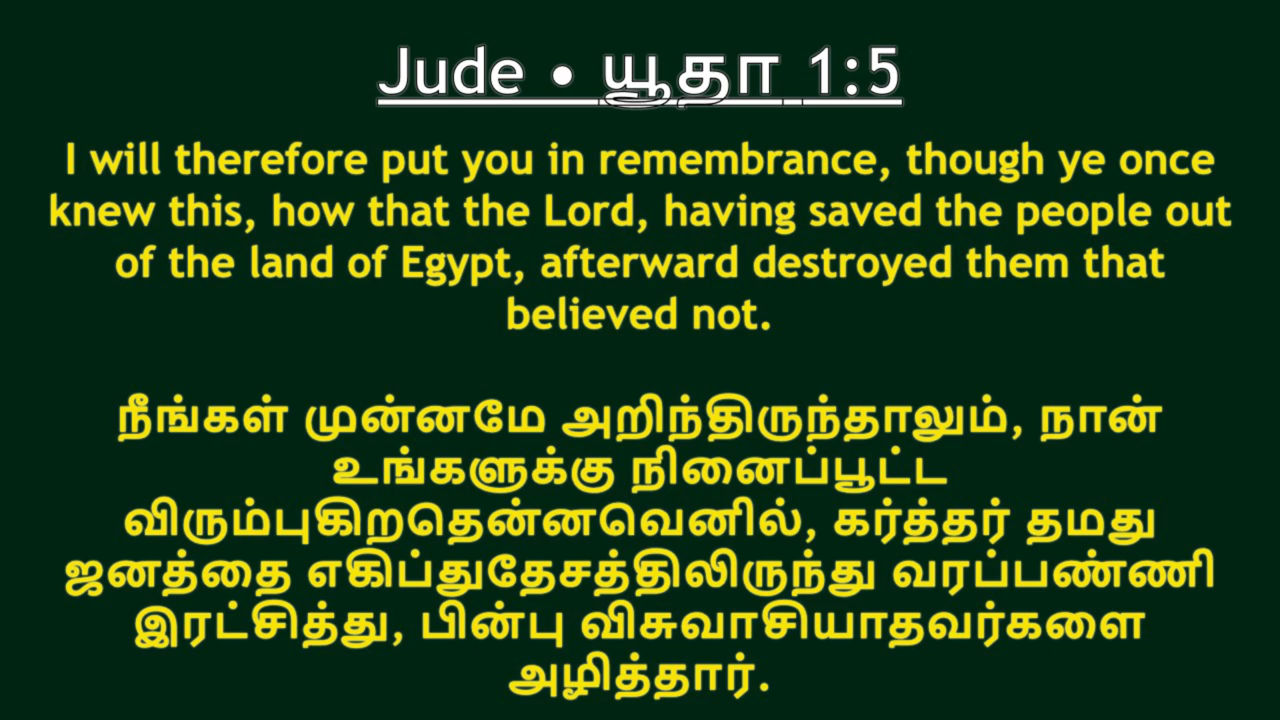 Jude • யூதா 1:5
I will therefore put you in remembrance, though ye once
knew this, how that the Lord, having saved the people out
of the land of Egypt, afterward destroyed them that
believed not.
நீங்கள் முன்னமே அறிந்திருந்தாலும், நான்
உங்களுக்கு நினைப்பூட்ட
விரும்புகிறதென்னவெனில், கர்த்தர் தமது
ஜனத்தை எகிப்துதேசத்திலிருந்து வரப்பண்ணி
இரட்சித்து, பின்பு விசுவாசியாதவர்களை
அழித்தார்.